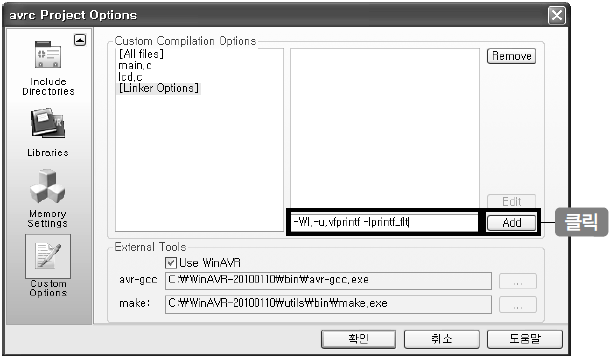 avrc Project Options
Include
Directories
Libraries
Memory
Settings
Custom
Options
Custom Compilation Options
[All files]
main.c
lcd.c
[Linker Options]
Remove
Edit
-Wl,-u,vfprintf -lprintf_flt
Add
클릭
External Tools
Use WinAVR
avr-gcc C:₩WinAVR-20100110₩bin₩avr-gcc.exe ...
make: C:₩WinAVR-20100110₩utils₩bin₩make.exe ...
확인 취소 도움말